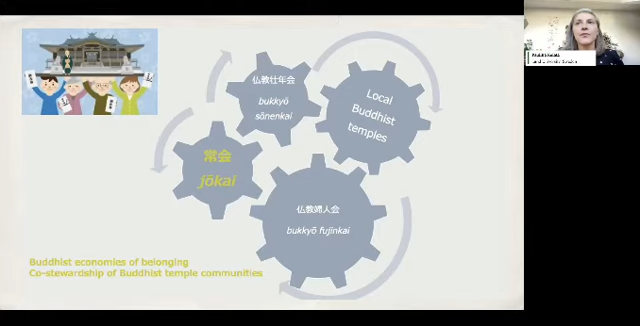 仏教壮年会
bukkyō
sōnenkai
Local
Buddhist
temples
常会
jōkai
仏教婦人会
bukkyō fujinkai
Buddhist economies of belonging
Co-stewardship of Buddhist temple communities